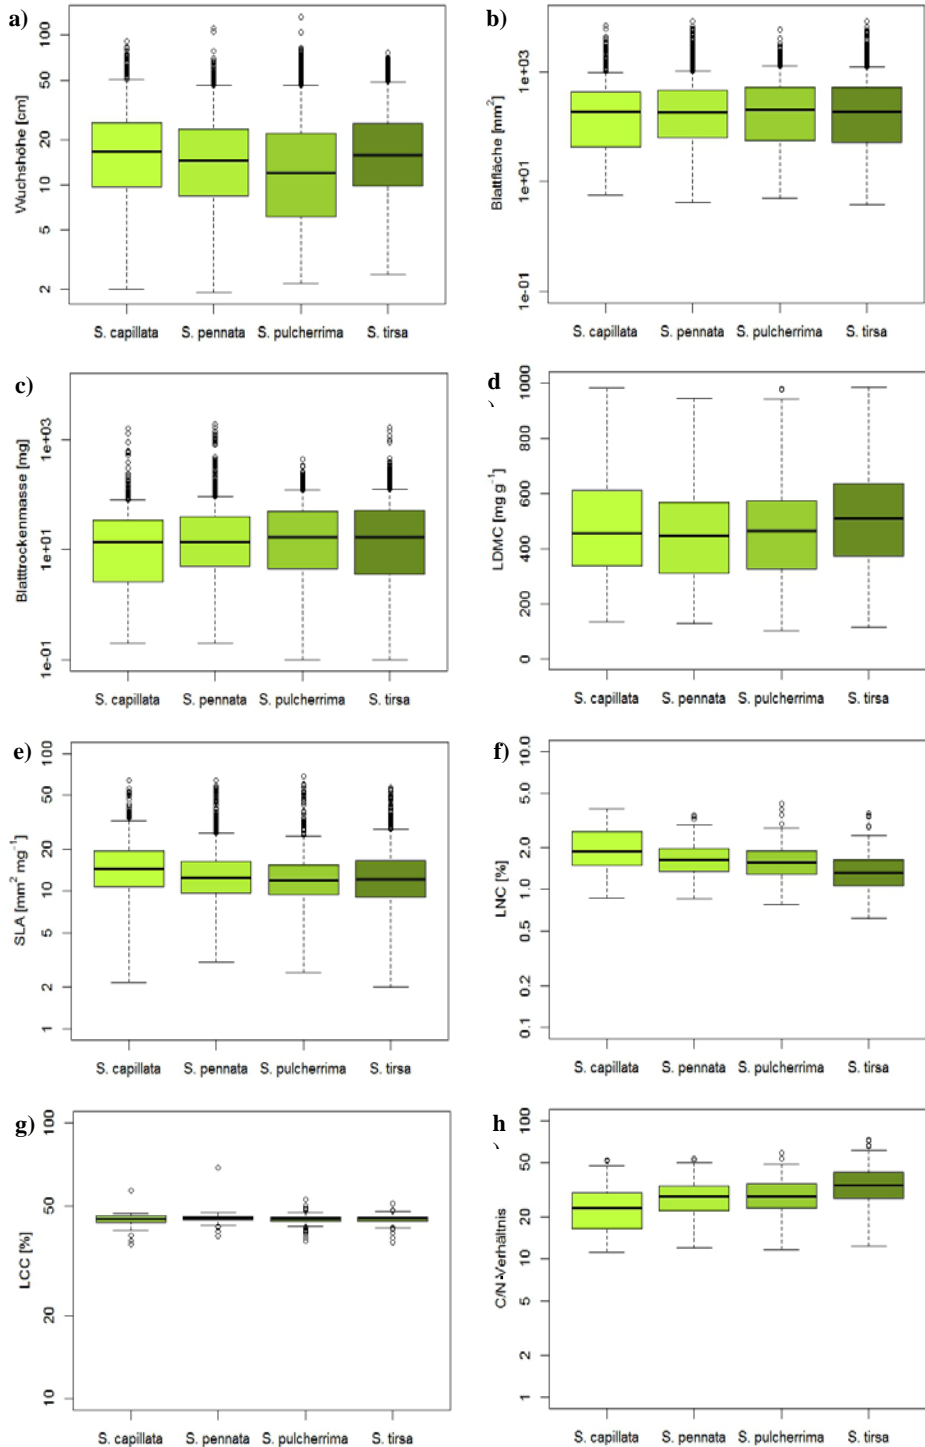 a)
Wuchshöhe [cm]
100
50
20
10
5
2
S. capillata S. pennata S. pulcherrima S. tirsa
b)
Blattfläche [mm²]
1e+03
1e+01
1e-01
S. capillata S. pennata S. pulcherrima S. tirsa
c)
Blatttrockenmasse [mg]
1e+03
1e+01
1e-01
S. capillata S. pennata S. pulcherrima S. tirsa
d
LDMC [mg g⁻¹]
1000
800
600
400
200
0
S. capillata S. pennata S. pulcherrima S. tirsa
e)
SLA [mm² mg⁻¹]
100
50
20
10
5
2
1
S. capillata S. pennata S. pulcherrima S. tirsa
f)
LNC [%]
10.0
5.0
2.0
1.0
0.5
0.2
0.1
S. capillata S. pennata S. pulcherrima S. tirsa
g)
LCC [%]
100
50
20
10
S. capillata S. pennata S. pulcherrima S. tirsa
h
C/N-Verhältnis
100
50
20
10
5
2
1
S. capillata S. pennata S. pulcherrima S. tirsa